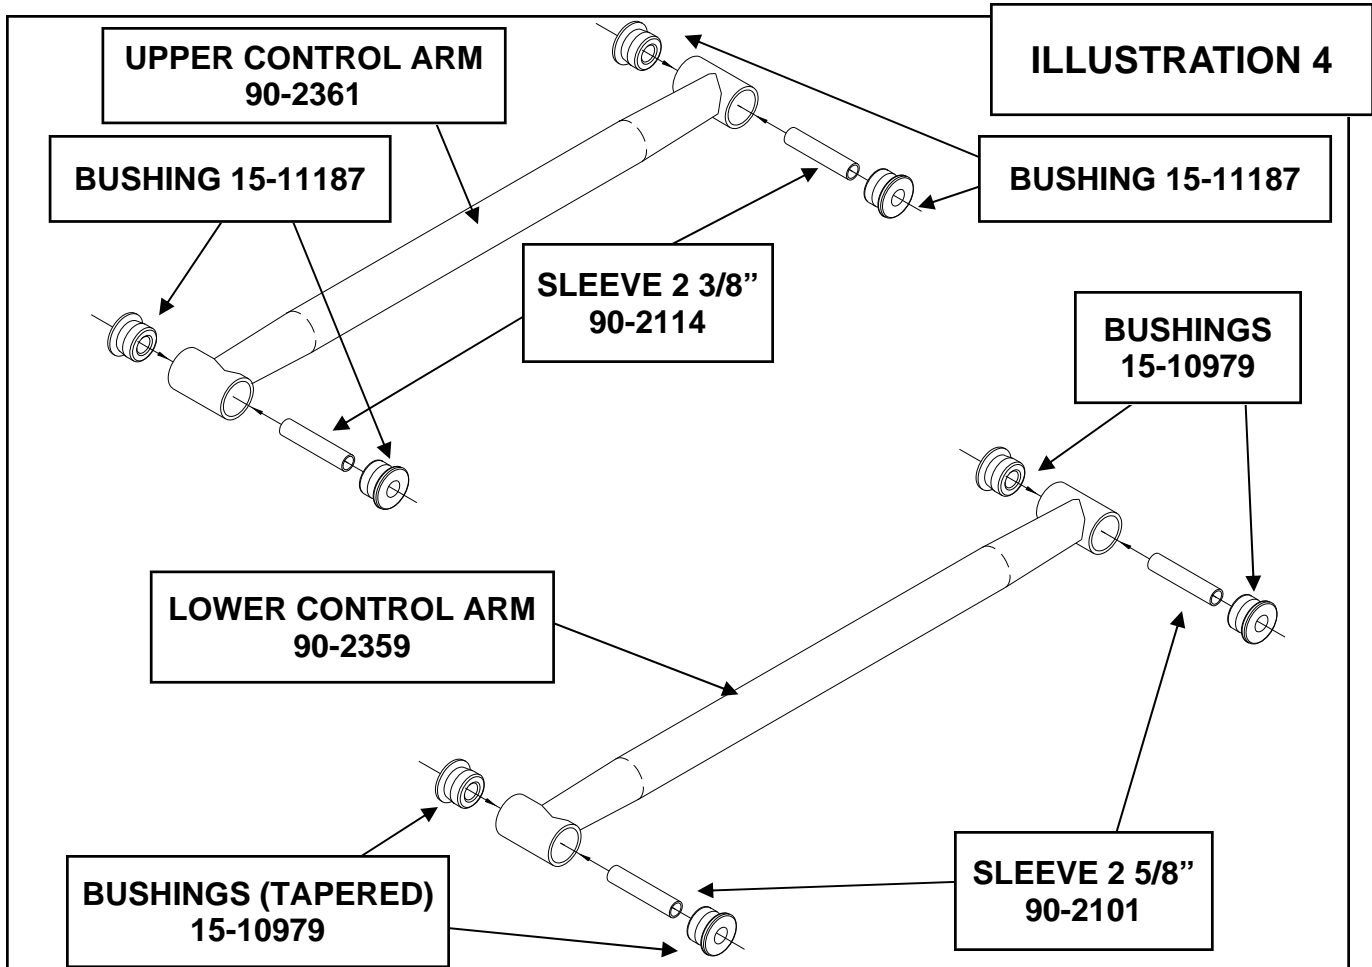 ILLUSTRATION 4
UPPER CONTROL ARM
90-2361
BUSHING 15-11187
BUSHING 15-11187
SLEEVE 2 3/8”
90-2114
BUSHINGS
15-10979
LOWER CONTROL ARM
90-2359
BUSHINGS (TAPERED)
15-10979
SLEEVE 2 5/8”
90-2101